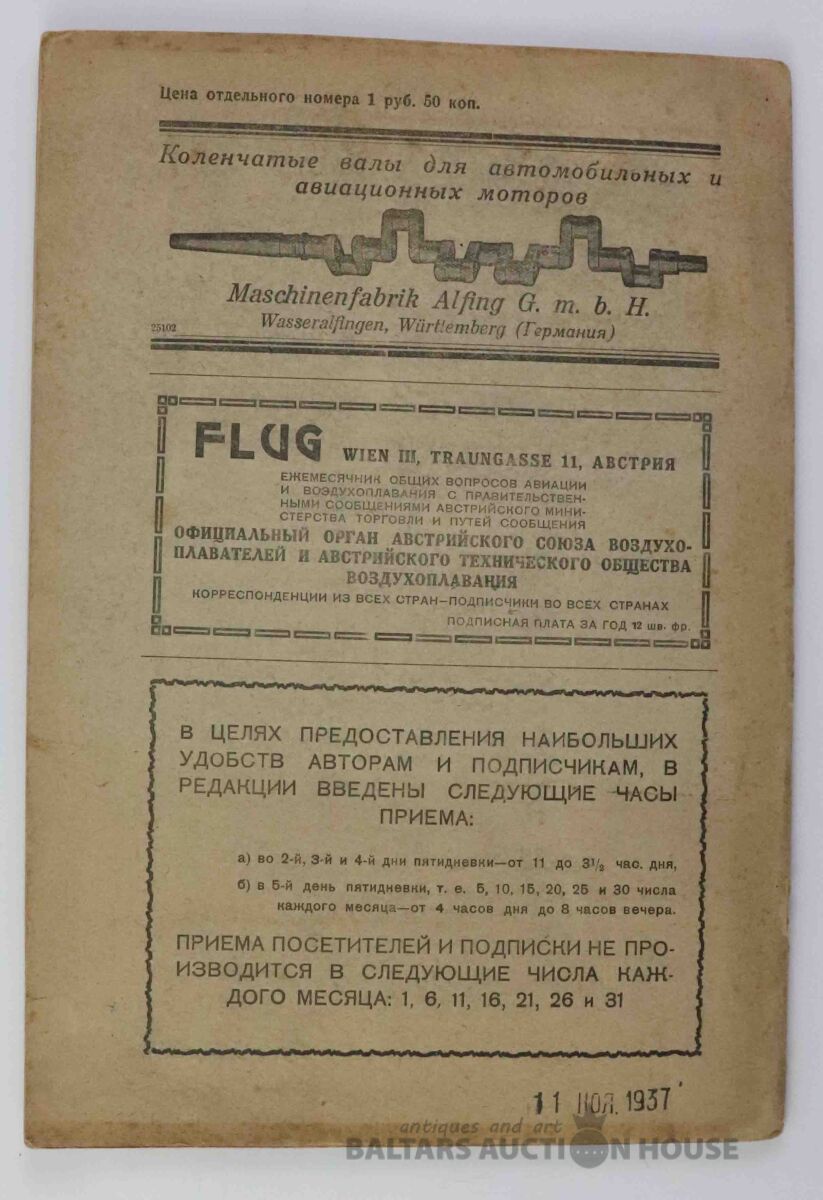 Цена отдельного номера 1 руб. 50 коп.
Коленчатые валы для автомобильных и
авиационных моторов
Maschinenfabrik Alfing G. m. b. H.
25102
Wasseralfingen, Württemberg (Германия)
FLUG WIEN III, TRAUNGASSE 11, АВСТРИЯ
ЕЖЕМЕСЯЧНИК ОБЩИХ ВОПРОСОВ АВИАЦИИ
И ВОЗДУХОПЛАВАНИЯ С ПРАВИТЕЛЬСТВЕН-
НЫМИ СООБЩЕНИЯМИ АВСТРИЙСКОГО МИНИ-
СТЕРСТВА ТОРГОВЛИ И ПУТЕЙ СООБЩЕНИЯ
ОФИЦИАЛЬНЫЙ ОРГАН АВСТРИЙСКОГО СОЮЗА ВОЗДУХО-
ПЛАВАТЕЛЕЙ И АВСТРИЙСКОГО ТЕХНИЧЕСКОГО ОБЩЕСТВА
ВОЗДУХОПЛАВАНИЯ
КОРРЕСПОНДЕНЦИИ ИЗ ВСЕХ СТРАН–ПОДПИСЧИКИ ВО ВСЕХ СТРАНАХ
ПОДПИСНАЯ ПЛАТА ЗА ГОД 12 шв. фр.
В ЦЕЛЯХ ПРЕДОСТАВЛЕНИЯ НАИБОЛЬШИХ
УДОБСТВ АВТОРАМ И ПОДПИСЧИКАМ, В
РЕДАКЦИИ ВВЕДЕНЫ СЛЕДУЮЩИЕ ЧАСЫ
ПРИЕМА:
а) во 2-й, 3-й и 4-й дни пятидневки—от 11 до 3½ час. дня,
б) в 5-й день пятидневки, т. е. 5, 10, 15, 20, 25 и 30 числа
каждого месяца—от 4 часов дня до 8 часов вечера.
ПРИЕМА ПОСЕТИТЕЛЕЙ И ПОДПИСКИ НЕ ПРО-
ИЗВОДИТСЯ В СЛЕДУЮЩИЕ ЧИСЛА КАЖ-
ДОГО МЕСЯЦА: 1, 6, 11, 16, 21, 26 и 31
11 НОЯ. 1937
antiques and art
BALTARS AUCTION HOUSE